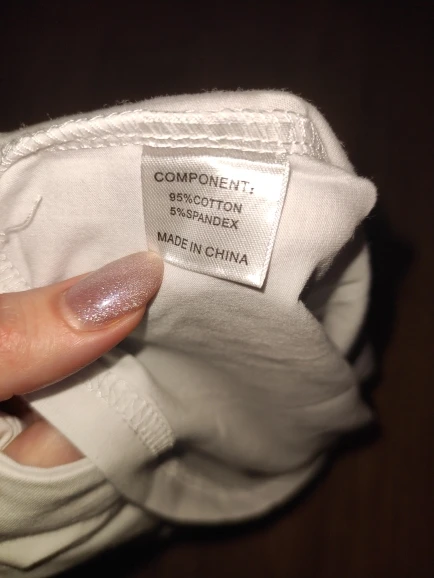 COMPONENT:
95%COTTON
5%SPANDEX
MADE IN CHINA